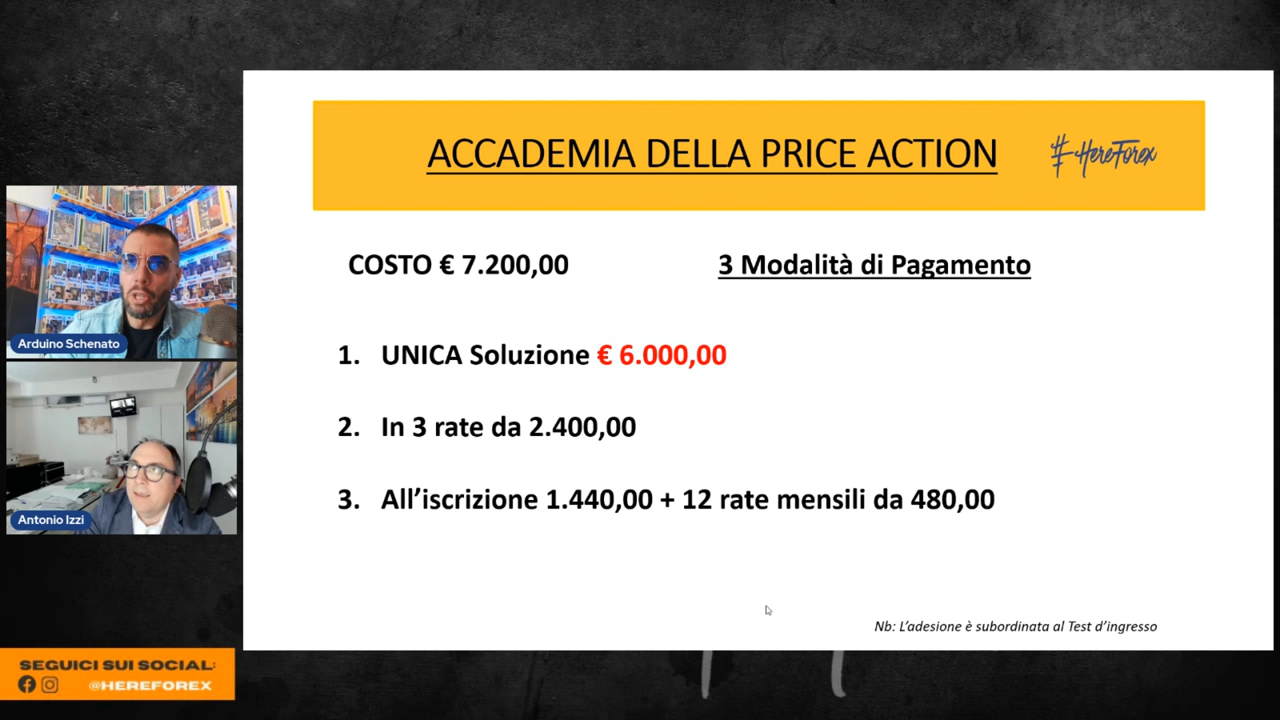 ACCADEMIA DELLA PRICE ACTION
#HereForex
COSTO € 7.200,00
3 Modalità di Pagamento
1. UNICA Soluzione € 6.000,00
2. In 3 rate da 2.400,00
3. All’iscrizione 1.440,00 + 12 rate mensili da 480,00
Nb: L’adesione è subordinata al Test d’ingresso
Arduino Schenato
Antonio Izzi
SEGUICI SUI SOCIAL:
@HEREFOREX